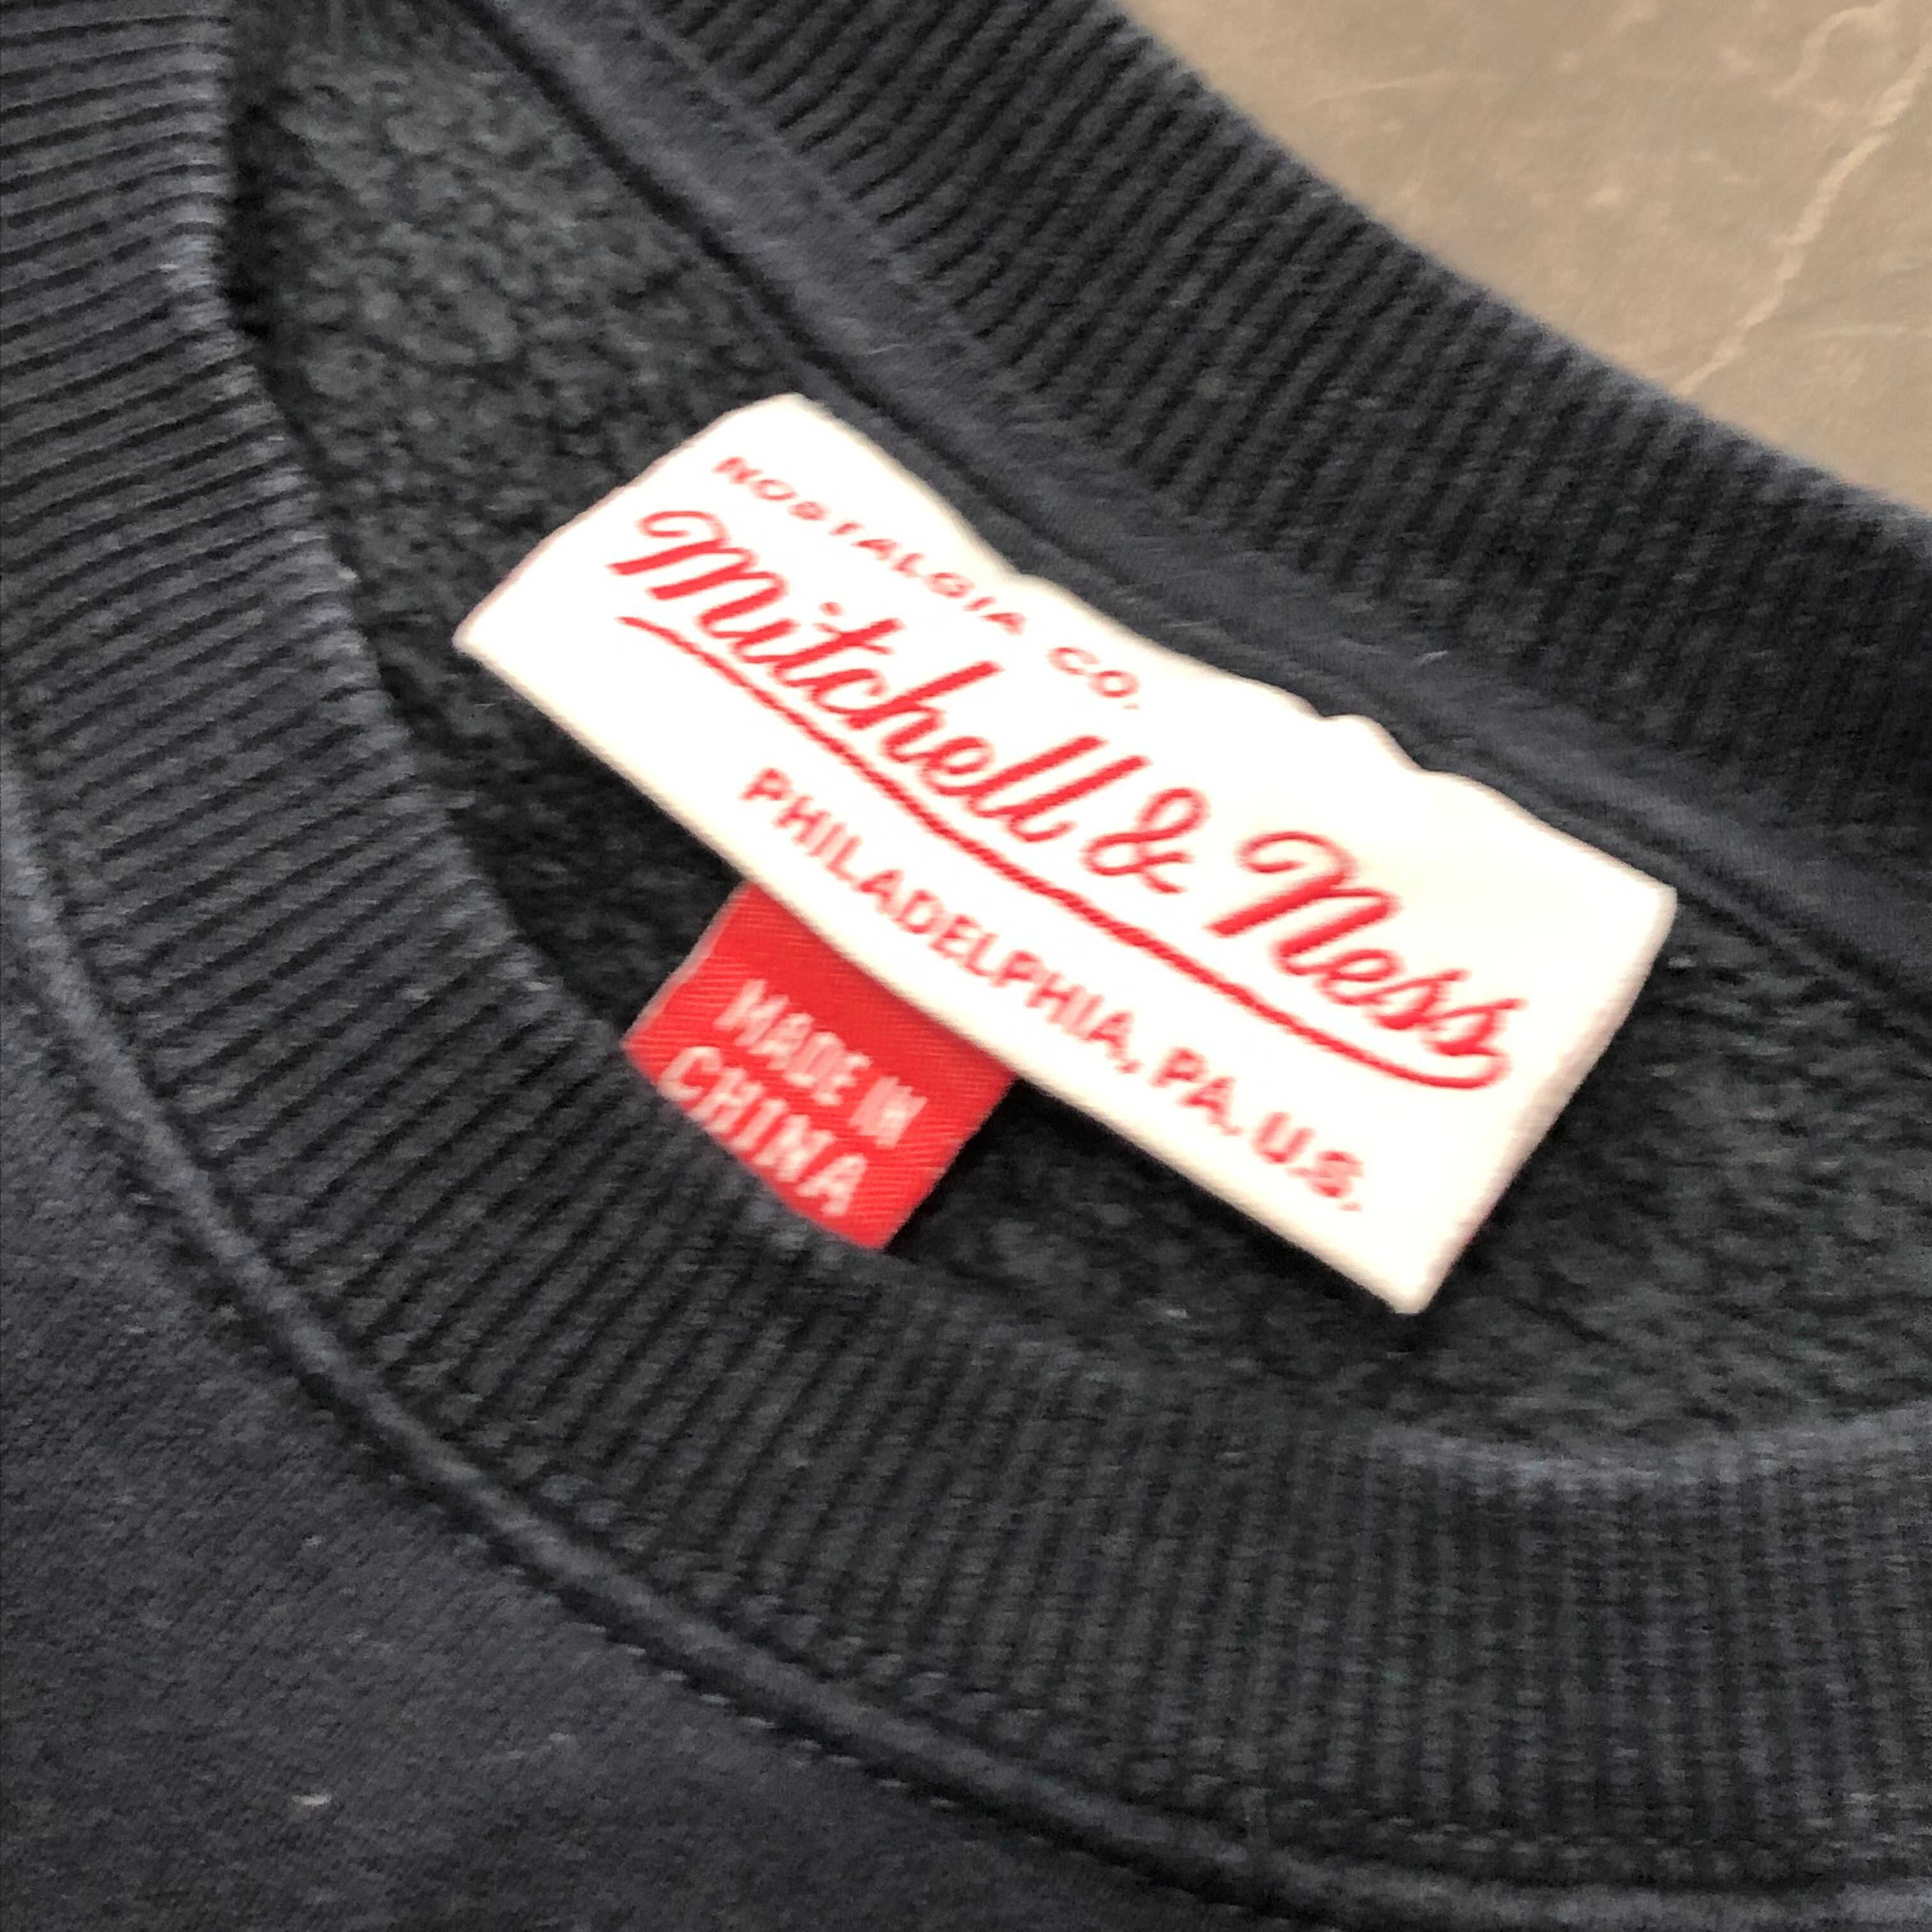 NOSTALGIA CO.
Mitchell & Ness
PHILADELPHIA, PA. U.S.
MADE IN
CHINA